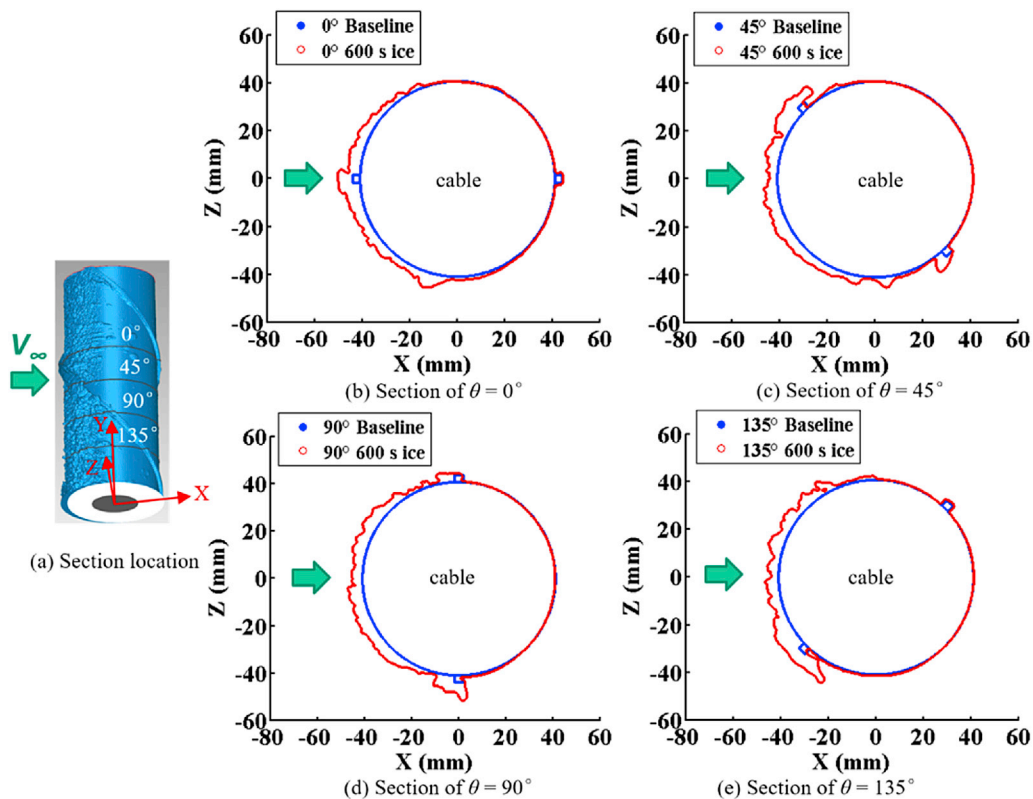 V∞
0°
45°
90°
135°
Y
Z
X
(a) Section location
0° Baseline
0° 600 s ice
60
40
20
0
-20
-40
-60
Z (mm)
cable
-80 -60 -40 -20 0 20 40 60
X (mm)
(b) Section of θ = 0°
45° Baseline
45° 600 s ice
60
40
20
0
-20
-40
-60
Z (mm)
cable
-80 -60 -40 -20 0 20 40 60
X (mm)
(c) Section of θ = 45°
90° Baseline
90° 600 s ice
60
40
20
0
-20
-40
-60
Z (mm)
cable
-80 -60 -40 -20 0 20 40 60
X (mm)
(d) Section of θ = 90°
135° Baseline
135° 600 s ice
60
40
20
0
-20
-40
-60
Z (mm)
cable
-80 -60 -40 -20 0 20 40 60
X (mm)
(e) Section of θ = 135°